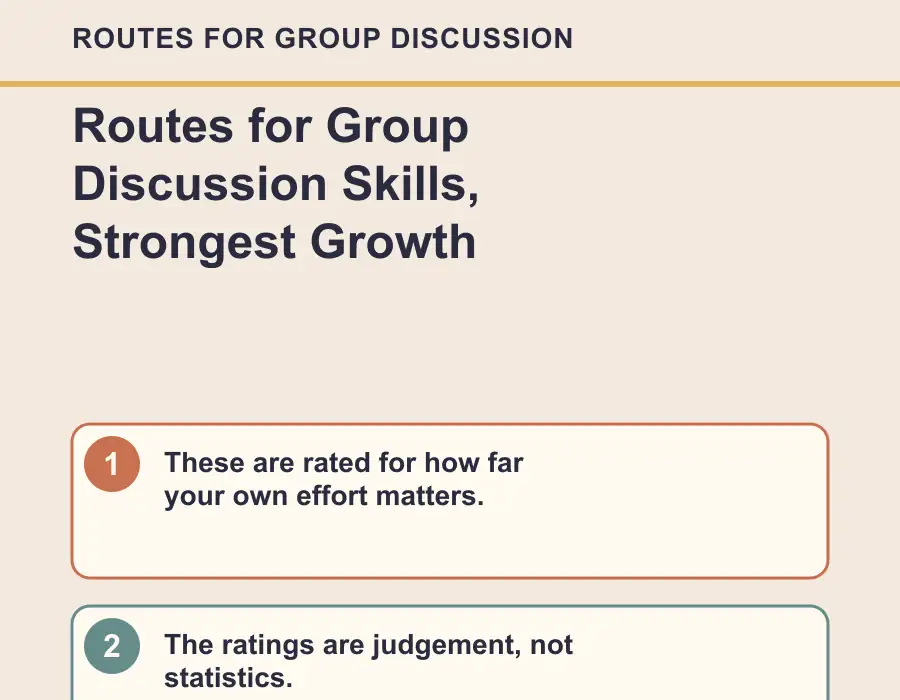 ROUTES FOR GROUP DISCUSSION
Routes for Group
Discussion Skills,
Strongest Growth
1
These are rated for how far
your own effort matters.
2
The ratings are judgement, not
statistics.